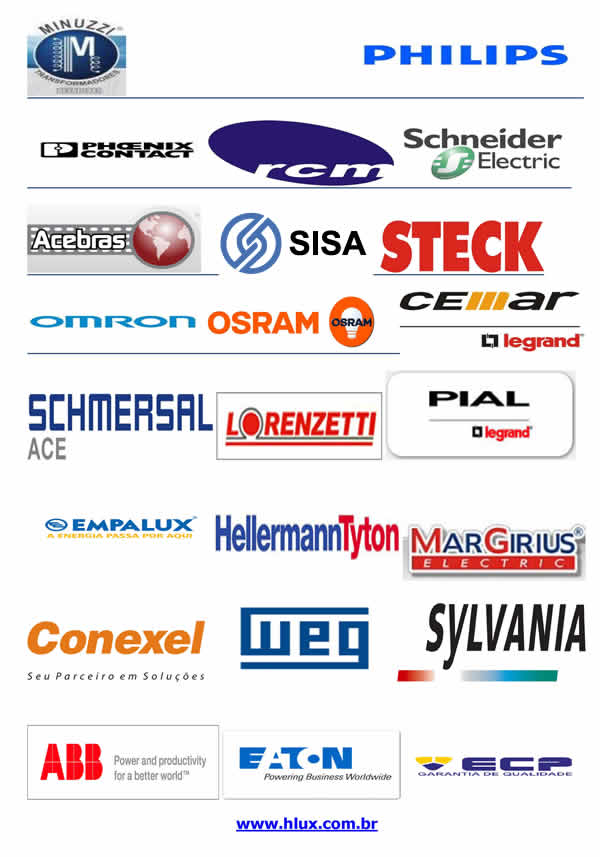 MINUZZI
M
TRANSFORMADORES
PHILIPS
PHŒNIX
CONTACT
rcm
Schneider
Electric
Acebras
SISA
STECK
OMRON
OSRAM
OSRAM
CEmar
legrand
SCHMERSAL
ACE
LORENZETTI
PIAL
legrand
EMPALUX
A ENERGIA PASSA POR AQUI
HellermannTyton
MARGIRIUS
ELECTRIC
Conexel
Seu Parceiro em Soluções
weg
SYLVANIA
ABB
Power and productivity
for a better world™
EATON
Powering Business Worldwide
ECP
GARANTIA DE QUALIDADE
www.hlux.com.br